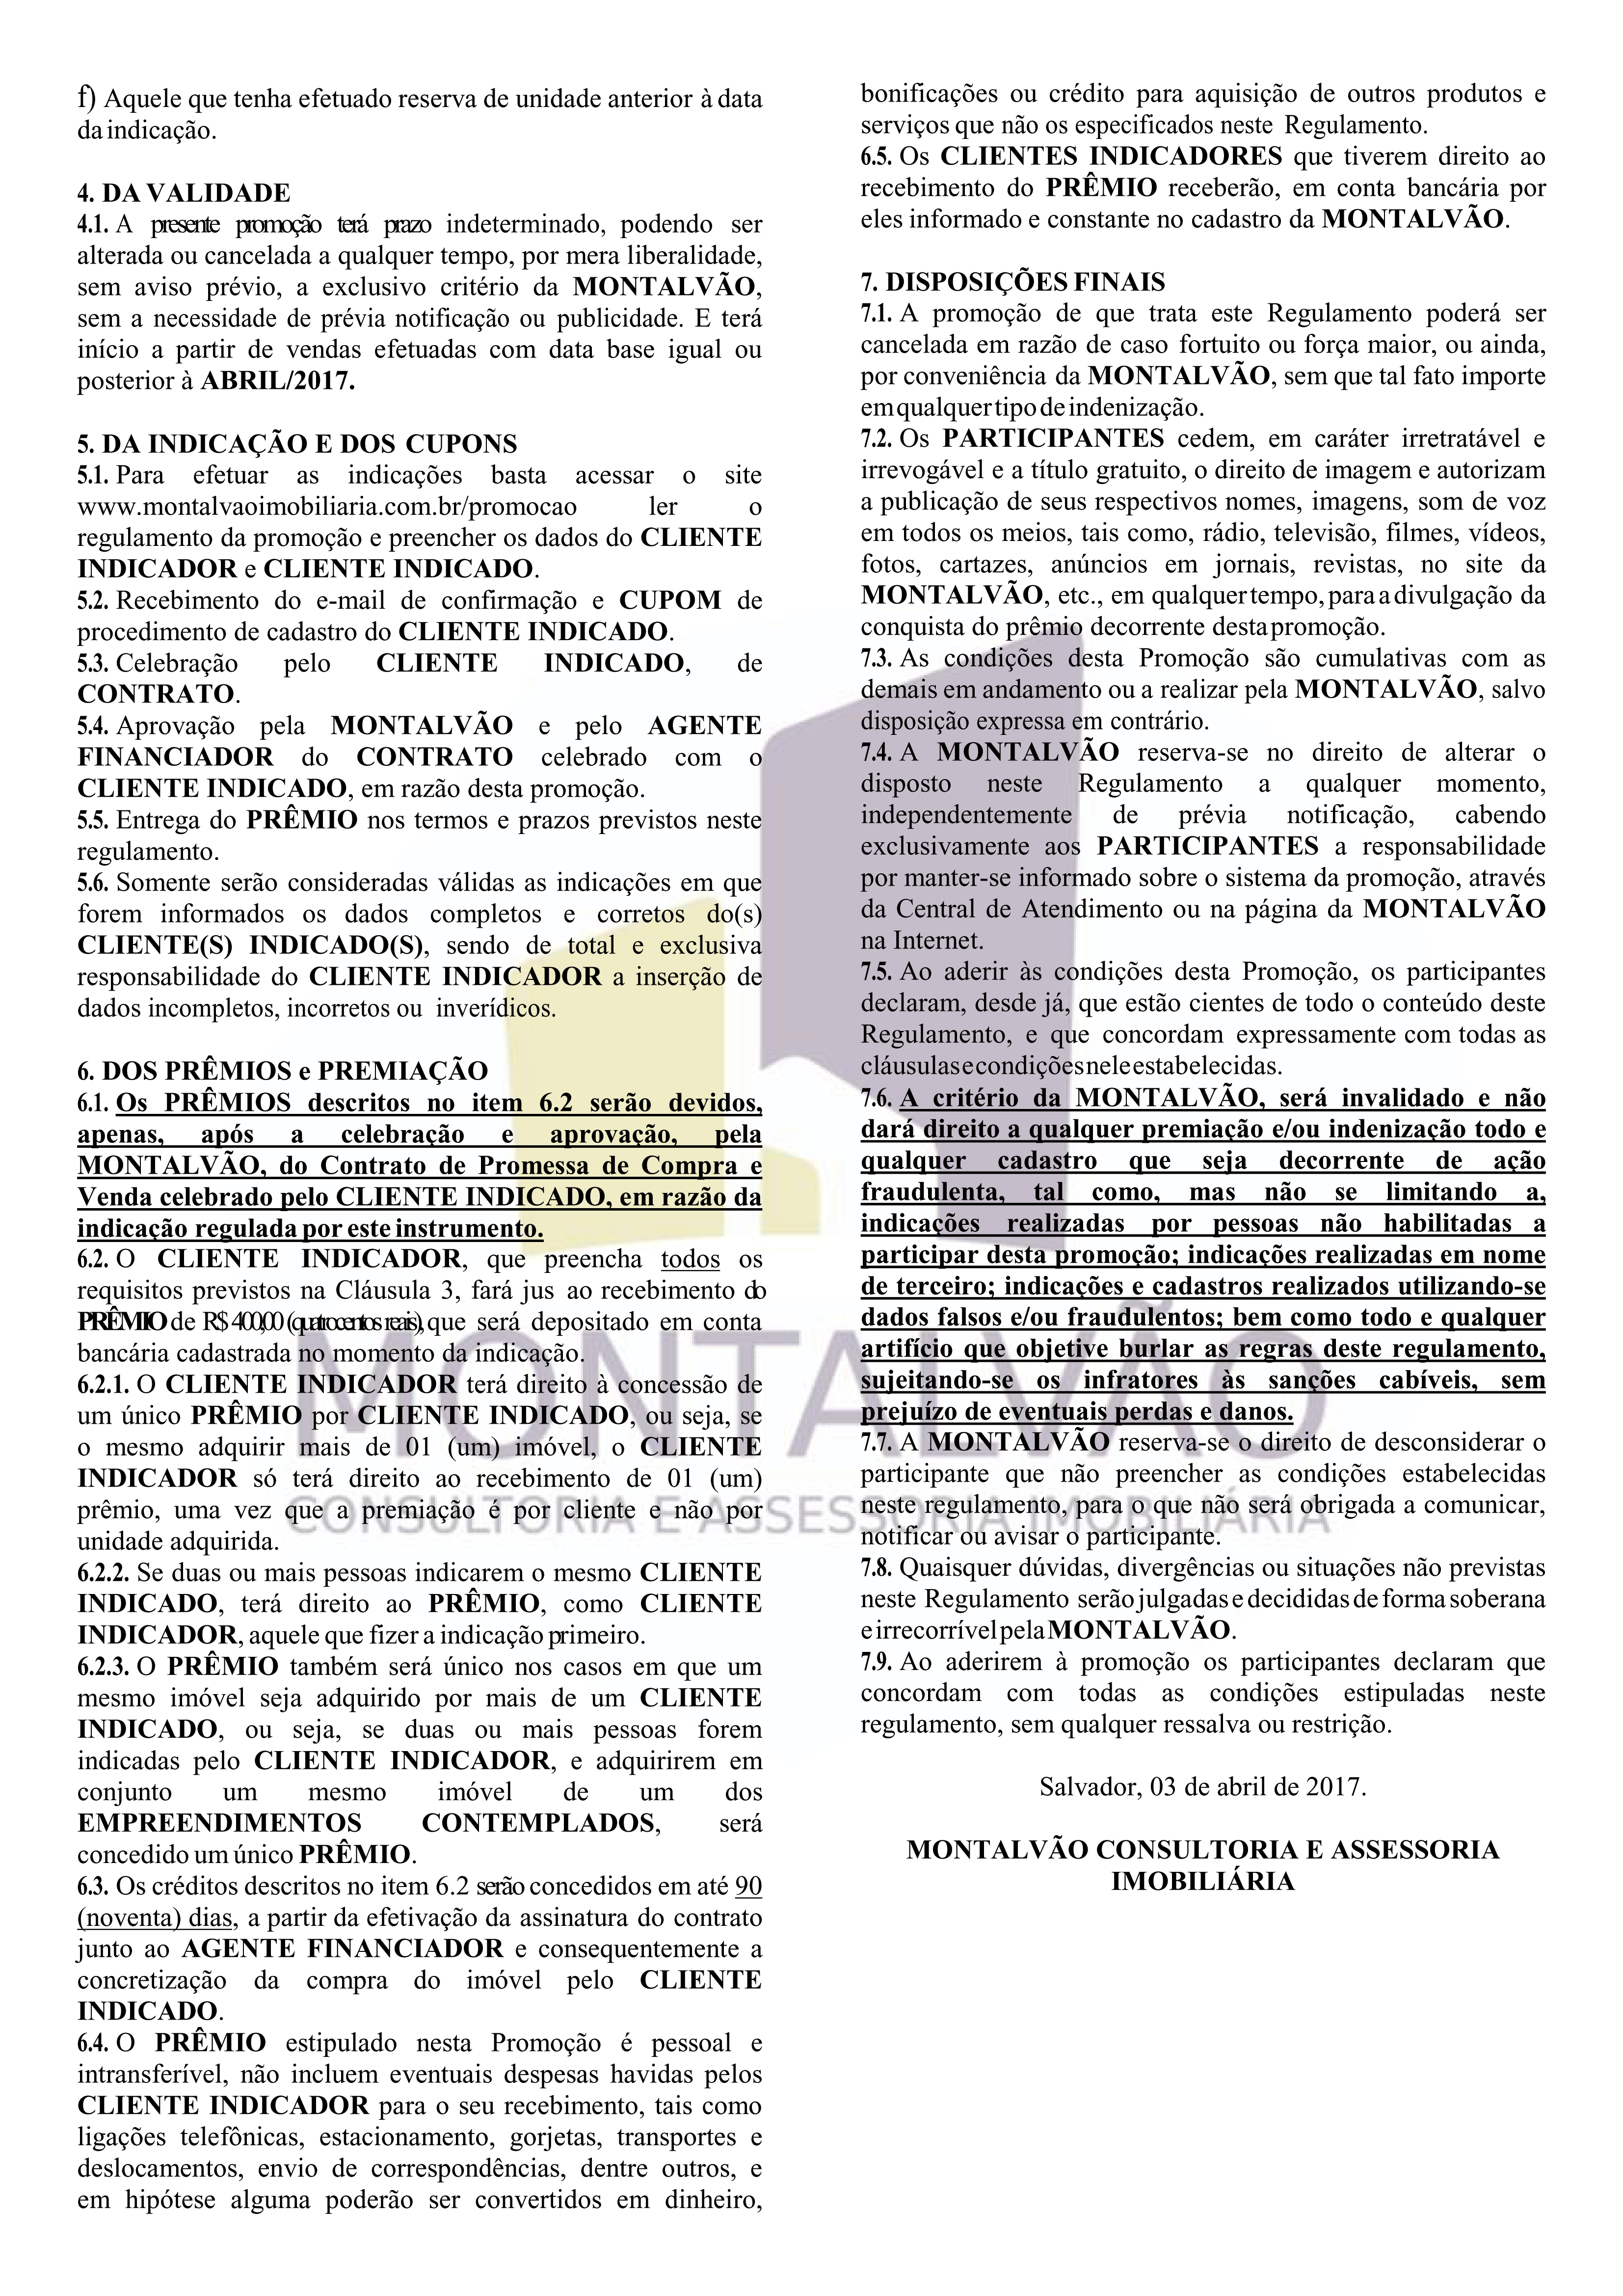 f) Aquele que tenha efetuado reserva de unidade anterior à data
da indicação.
4. DA VALIDADE
4.1. A presente promoção terá prazo indeterminado, podendo ser
alterada ou cancelada a qualquer tempo, por mera liberalidade,
sem aviso prévio, a exclusivo critério da MONTALVÃO,
sem a necessidade de prévia notificação ou publicidade. E terá
início a partir de vendas efetuadas com data base igual ou
posterior à ABRIL/2017.
5. DA INDICAÇÃO E DOS CUPONS
5.1. Para efetuar as indicações basta acessar o site
www.montalvaoimobiliaria.com.br/promocao ler o
regulamento da promoção e preencher os dados do CLIENTE
INDICADOR e CLIENTE INDICADO.
5.2. Recebimento do e-mail de confirmação e CUPOM de
procedimento de cadastro do CLIENTE INDICADO.
5.3. Celebração pelo CLIENTE INDICADO, de
CONTRATO.
5.4. Aprovação pela MONTALVÃO e pelo AGENTE
FINANCIADOR do CONTRATO celebrado com o
CLIENTE INDICADO, em razão desta promoção.
5.5. Entrega do PRÊMIO nos termos e prazos previstos neste
regulamento.
5.6. Somente serão consideradas válidas as indicações em que
forem informados os dados completos e corretos do(s)
CLIENTE(S) INDICADO(S), sendo de total e exclusiva
responsabilidade do CLIENTE INDICADOR a inserção de
dados incompletos, incorretos ou inverídicos.
6. DOS PRÊMIOS e PREMIAÇÃO
6.1. Os PRÊMIOS descritos no item 6.2 serão devidos,
apenas, após a celebração e aprovação, pela
MONTALVÃO, do Contrato de Promessa de Compra e
Venda celebrado pelo CLIENTE INDICADO, em razão da
indicação regulada por este instrumento.
6.2. O CLIENTE INDICADOR, que preencha todos os
requisitos previstos na Cláusula 3, fará jus ao recebimento do
PRÊMIO de R$ 400,00 (quatrocentos reais), que será depositado em conta
bancária cadastrada no momento da indicação.
6.2.1. O CLIENTE INDICADOR terá direito à concessão de
um único PRÊMIO por CLIENTE INDICADO, ou seja, se
o mesmo adquirir mais de 01 (um) imóvel, o CLIENTE
INDICADOR só terá direito ao recebimento de 01 (um)
prêmio, uma vez que a premiação é por cliente e não por
unidade adquirida.
6.2.2. Se duas ou mais pessoas indicarem o mesmo CLIENTE
INDICADO, terá direito ao PRÊMIO, como CLIENTE
INDICADOR, aquele que fizer a indicação primeiro.
6.2.3. O PRÊMIO também será único nos casos em que um
mesmo imóvel seja adquirido por mais de um CLIENTE
INDICADO, ou seja, se duas ou mais pessoas forem
indicadas pelo CLIENTE INDICADOR, e adquirirem em
conjunto um mesmo imóvel de um dos
EMPREENDIMENTOS CONTEMPLADOS, será
concedido um único PRÊMIO.
6.3. Os créditos descritos no item 6.2 serão concedidos em até 90
(noventa) dias, a partir da efetivação da assinatura do contrato
junto ao AGENTE FINANCIADOR e consequentemente a
concretização da compra do imóvel pelo CLIENTE
INDICADO.
6.4. O PRÊMIO estipulado nesta Promoção é pessoal e
intransferível, não incluem eventuais despesas havidas pelos
CLIENTE INDICADOR para o seu recebimento, tais como
ligações telefônicas, estacionamento, gorjetas, transportes e
deslocamentos, envio de correspondências, dentre outros, e
em hipótese alguma poderão ser convertidos em dinheiro,
bonificações ou crédito para aquisição de outros produtos e
serviços que não os especificados neste Regulamento.
6.5. Os CLIENTES INDICADORES que tiverem direito ao
recebimento do PRÊMIO receberão, em conta bancária por
eles informado e constante no cadastro da MONTALVÃO.
7. DISPOSIÇÕES FINAIS
7.1. A promoção de que trata este Regulamento poderá ser
cancelada em razão de caso fortuito ou força maior, ou ainda,
por conveniência da MONTALVÃO, sem que tal fato importe
em qualquer tipo de indenização.
7.2. Os PARTICIPANTES cedem, em caráter irretratável e
irrevogável e a título gratuito, o direito de imagem e autorizam
a publicação de seus respectivos nomes, imagens, som de voz
em todos os meios, tais como, rádio, televisão, filmes, vídeos,
fotos, cartazes, anúncios em jornais, revistas, no site da
MONTALVÃO, etc., em qualquer tempo, para a divulgação da
conquista do prêmio decorrente desta promoção.
7.3. As condições desta Promoção são cumulativas com as
demais em andamento ou a realizar pela MONTALVÃO, salvo
disposição expressa em contrário.
7.4. A MONTALVÃO reserva-se no direito de alterar o
disposto neste Regulamento a qualquer momento,
independentemente de prévia notificação, cabendo
exclusivamente aos PARTICIPANTES a responsabilidade
por manter-se informado sobre o sistema da promoção, através
da Central de Atendimento ou na página da MONTALVÃO
na Internet.
7.5. Ao aderir às condições desta Promoção, os participantes
declaram, desde já, que estão cientes de todo o conteúdo deste
Regulamento, e que concordam expressamente com todas as
cláusulas e condições nele estabelecidas.
7.6. A critério da MONTALVÃO, será invalidado e não
dará direito a qualquer premiação e/ou indenização todo e
qualquer cadastro que seja decorrente de ação
fraudulenta, tal como, mas não se limitando a,
indicações realizadas por pessoas não habilitadas a
participar desta promoção; indicações realizadas em nome
de terceiro; indicações e cadastros realizados utilizando-se
dados falsos e/ou fraudulentos; bem como todo e qualquer
artifício que objetive burlar as regras deste regulamento,
sujeitando-se os infratores às sanções cabíveis, sem
prejuízo de eventuais perdas e danos.
7.7. A MONTALVÃO reserva-se o direito de desconsiderar o
participante que não preencher as condições estabelecidas
neste regulamento, para o que não será obrigada a comunicar,
notificar ou avisar o participante.
7.8. Quaisquer dúvidas, divergências ou situações não previstas
neste Regulamento serão julgadas e decididas de forma soberana
e irrecorrível pela MONTALVÃO.
7.9. Ao aderirem à promoção os participantes declaram que
concordam com todas as condições estipuladas neste
regulamento, sem qualquer ressalva ou restrição.
Salvador, 03 de abril de 2017.
MONTALVÃO CONSULTORIA E ASSESSORIA
IMOBILIÁRIA
MONTALVÃO
CONSULTORIA E ASSESSORIA IMOBILIÁRIA